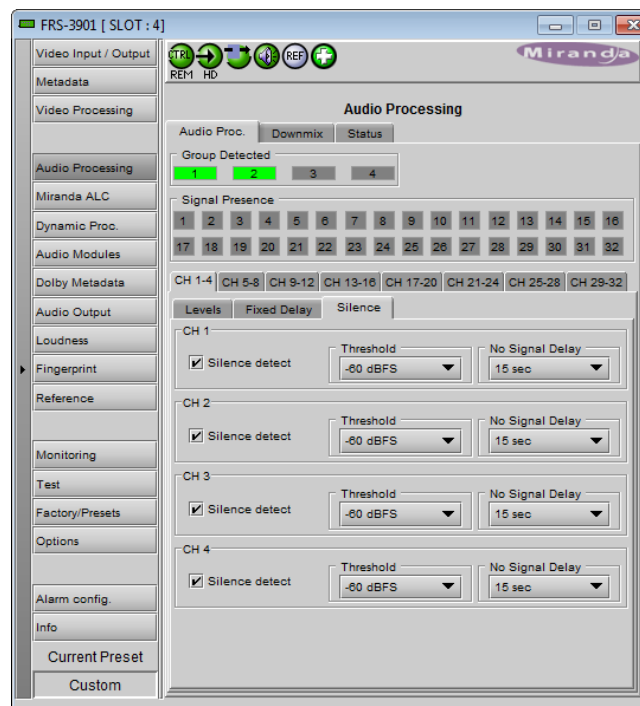 FRS-3901 [ SLOT : 4]
Video Input / Output
Metadata
Video Processing
Audio Processing
Miranda ALC
Dynamic Proc.
Audio Modules
Dolby Metadata
Audio Output
Loudness
Fingerprint
Reference
Monitoring
Test
Factory/Presets
Options
Alarm config.
Info
Current Preset
Custom
CTRL REF
REM HD
Miranda
Audio Processing
Audio Proc. Downmix Status
Group Detected
1 2 3 4
Signal Presence
1 2 3 4 5 6 7 8 9 10 11 12 13 14 15 16
17 18 19 20 21 22 23 24 25 26 27 28 29 30 31 32
CH 1-4 CH 5-8 CH 9-12 CH 13-16 CH 17-20 CH 21-24 CH 25-28 CH 29-32
Levels Fixed Delay Silence
CH 1
Threshold No Signal Delay
Silence detect -60 dBFS 15 sec
CH 2
Threshold No Signal Delay
Silence detect -60 dBFS 15 sec
CH 3
Threshold No Signal Delay
Silence detect -60 dBFS 15 sec
CH 4
Threshold No Signal Delay
Silence detect -60 dBFS 15 sec